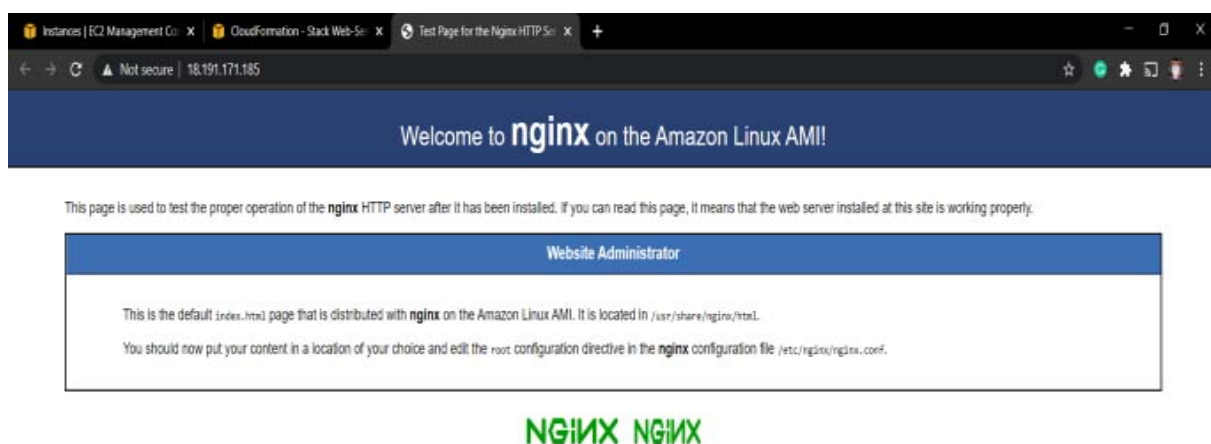 Instances | EC2 Management Co
CloudFormation - Stack Web-Se
Test Page for the Nginx HTTP Se
Not secure | 18.191.171.185
Welcome to nginx on the Amazon Linux AMI!
This page is used to test the proper operation of the nginx HTTP server after it has been installed. If you can read this page, it means that the web server installed at this site is working properly.
Website Administrator
This is the default index.html page that is distributed with nginx on the Amazon Linux AMI. It is located in /usr/share/nginx/html.
You should now put your content in a location of your choice and edit the root configuration directive in the nginx configuration file /etc/nginx/nginx.conf.
NGINX NGINX